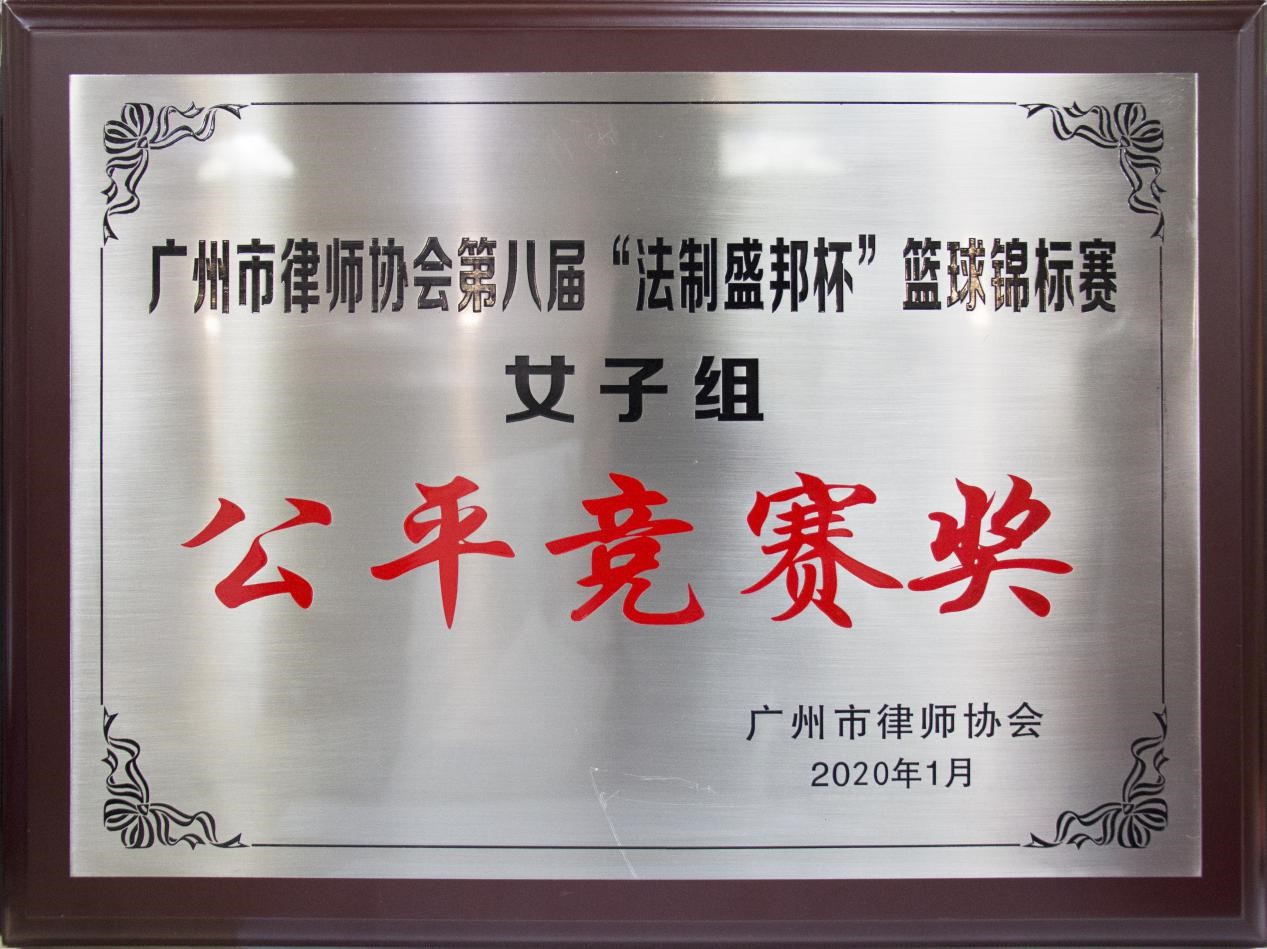 广州市律师协会第八届“法制盛邦杯”篮球锦标赛
女子组
公平竞赛奖
广州市律师协会
2020年1月